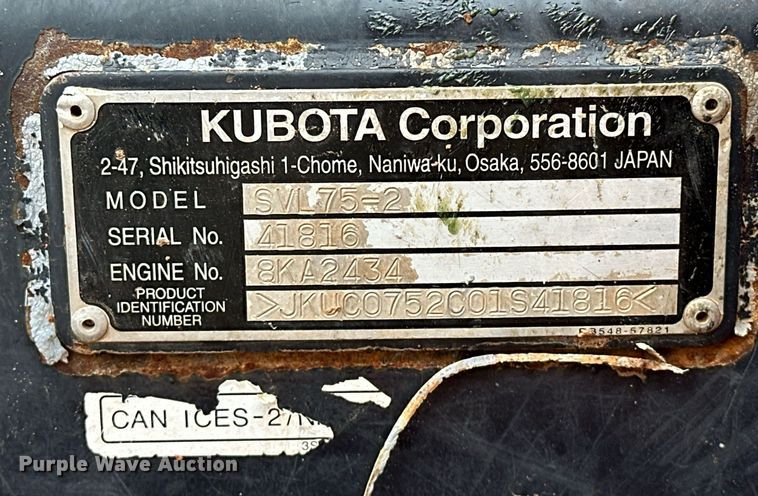 KUBOTA Corporation
2-47, Shikitsuhigashi 1-Chome, Naniwa-ku, Osaka, 556-8601 JAPAN
MODEL SVL75-2
SERIAL No. 41816
ENGINE No. 8KA2434
PRODUCT IDENTIFICATION NUMBER >JKUC0752C01S41816<
CAN ICES-2/
Purple Wave Auction